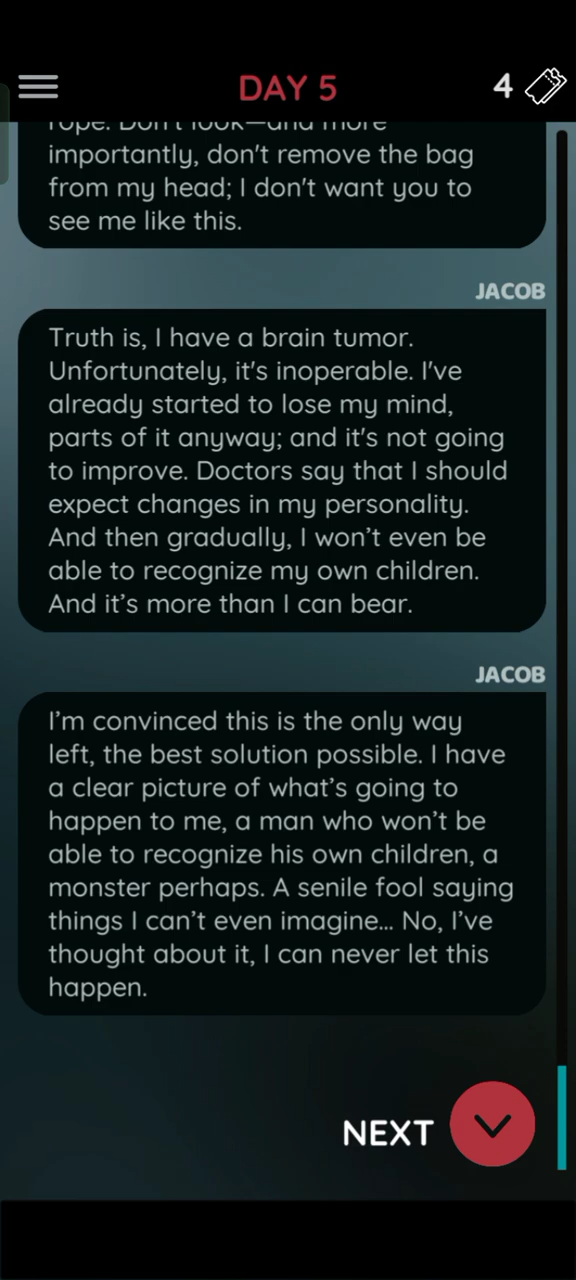 DAY 5
4
rope. Don't look—and more
importantly, don't remove the bag
from my head; I don't want you to
see me like this.
JACOB
Truth is, I have a brain tumor.
Unfortunately, it's inoperable. I've
already started to lose my mind,
parts of it anyway; and it's not going
to improve. Doctors say that I should
expect changes in my personality.
And then gradually, I won’t even be
able to recognize my own children.
And it’s more than I can bear.
JACOB
I’m convinced this is the only way
left, the best solution possible. I have
a clear picture of what’s going to
happen to me, a man who won’t be
able to recognize his own children, a
monster perhaps. A senile fool saying
things I can’t even imagine... No, I’ve
thought about it, I can never let this
happen.
NEXT